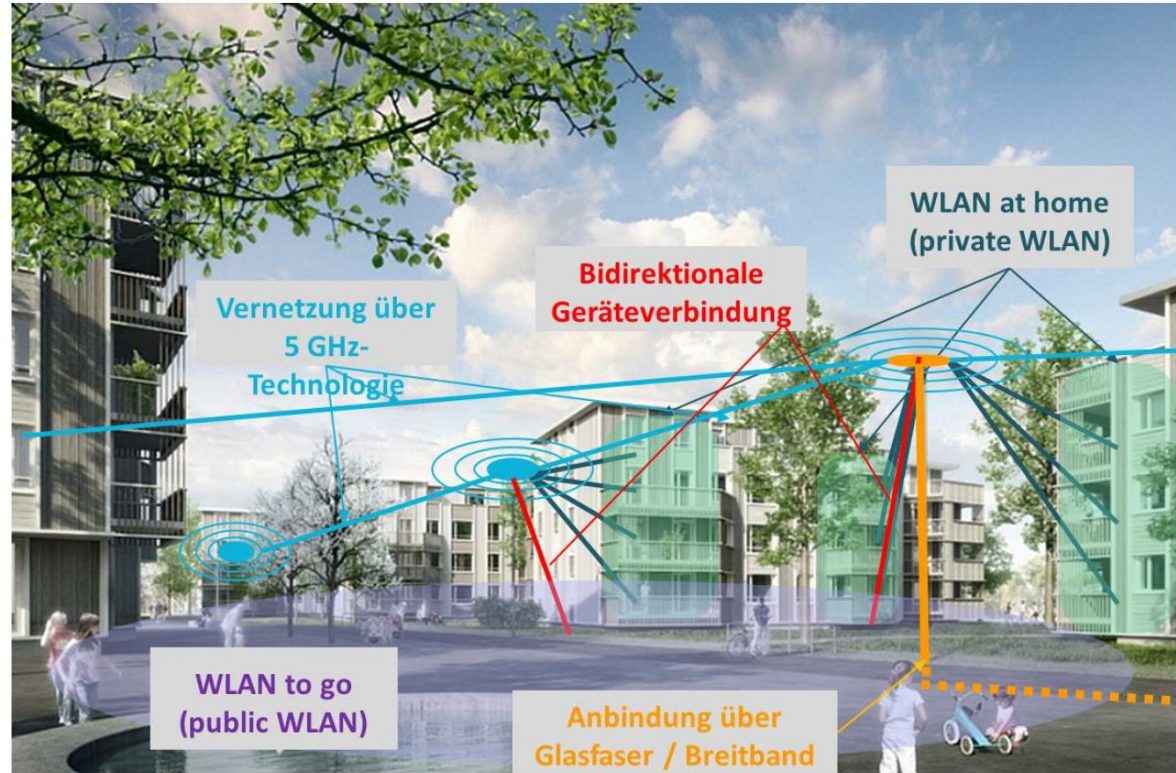 WLAN at home
(private WLAN)
Bidirektionale
Geräteverbindung
Vernetzung über
5 GHz-
Technologie
WLAN to go
(public WLAN)
Anbindung über
Glasfaser / Breitband